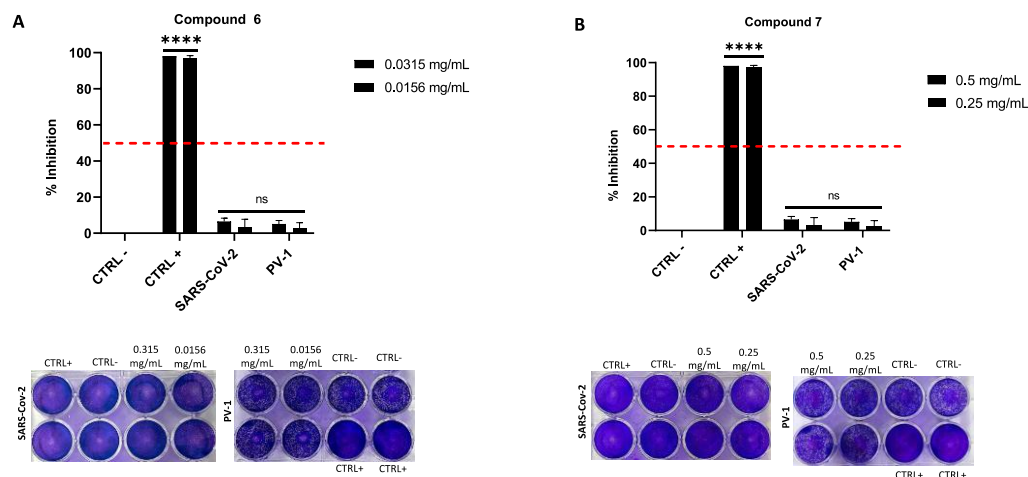 A
Compound 6
****
% Inhibition
100
80
60
40
20
0
ns
CTRL -
CTRL +
SARS-CoV-2
PV-1
0.0315 mg/mL
0.0156 mg/mL
CTRL+
CTRL-
0.315
mg/mL
0.0156
mg/mL
SARS-Cov-2
0.315
mg/mL
0.0156
mg/mL
CTRL-
CTRL-
PV-1
CTRL+
CTRL+
B
Compound 7
****
% Inhibition
100
80
60
40
20
0
ns
CTRL -
CTRL +
SARS-CoV-2
PV-1
0.5 mg/mL
0.25 mg/mL
CTRL+
CTRL-
0.5
mg/mL
0.25
mg/mL
SARS-Cov-2
0.5
mg/mL
0.25
mg/mL
CTRL-
CTRL-
PV-1
CTRL+
CTRL+